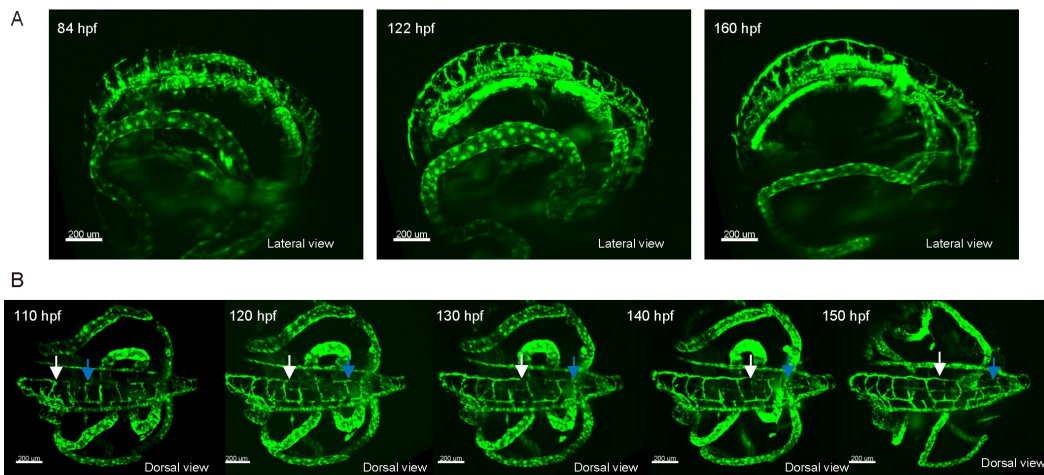 A
84 hpf
200 um
Lateral view
122 hpf
200 um
Lateral view
160 hpf
200 um
Lateral view
B
110 hpf
200 um
Dorsal view
120 hpf
200 um
Dorsal view
130 hpf
200 um
Dorsal view
140 hpf
200 um
Dorsal view
150 hpf
200 um
Dorsal view